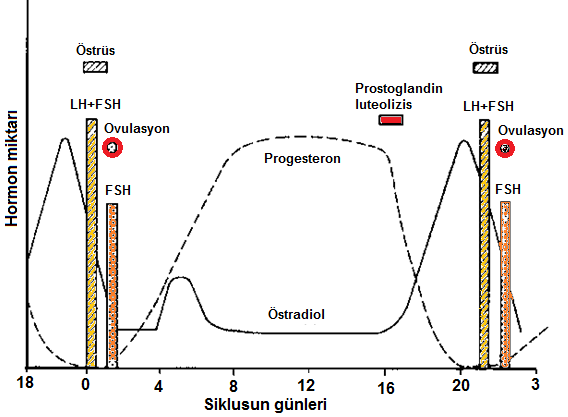 Östrüs
Östrüs
Prostoglandin
luteolizis
LH+FSH
LH+FSH
Ovulasyon
Ovulasyon
Progesteron
FSH
FSH
Östradiol
Hormon miktarı
18 0 4 8 12 16 20 3
Siklusun günleri